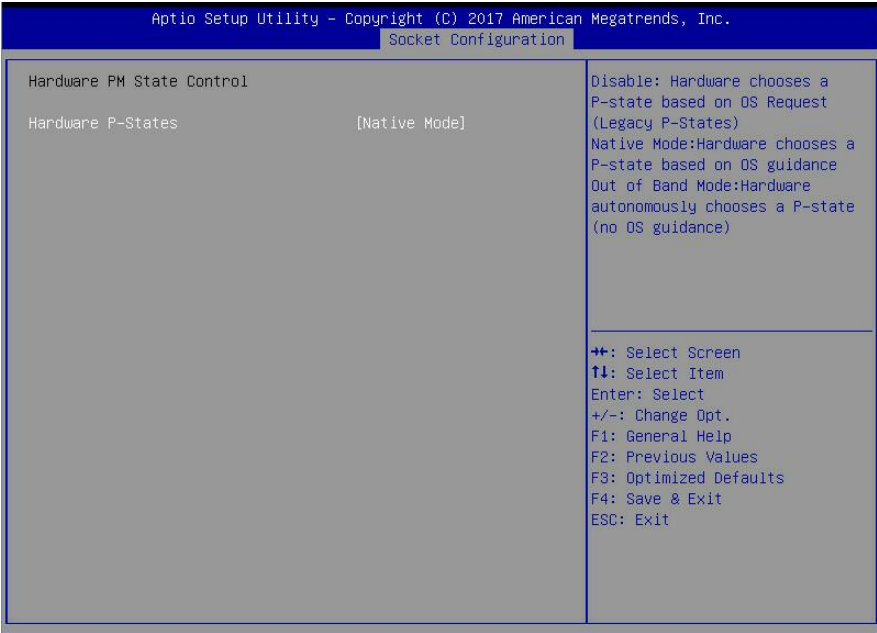 Aptio Setup Utility – Copyright (C) 2017 American Megatrends, Inc.
Socket Configuration
Hardware PM State Control
Hardware P-States [Native Mode]
Disable: Hardware chooses a
P-state based on OS Request
(Legacy P-States)
Native Mode:Hardware chooses a
P-state based on OS guidance
Out of Band Mode:Hardware
autonomously chooses a P-state
(no OS guidance)
→←: Select Screen
↑↓: Select Item
Enter: Select
+/-: Change Opt.
F1: General Help
F2: Previous Values
F3: Optimized Defaults
F4: Save & Exit
ESC: Exit